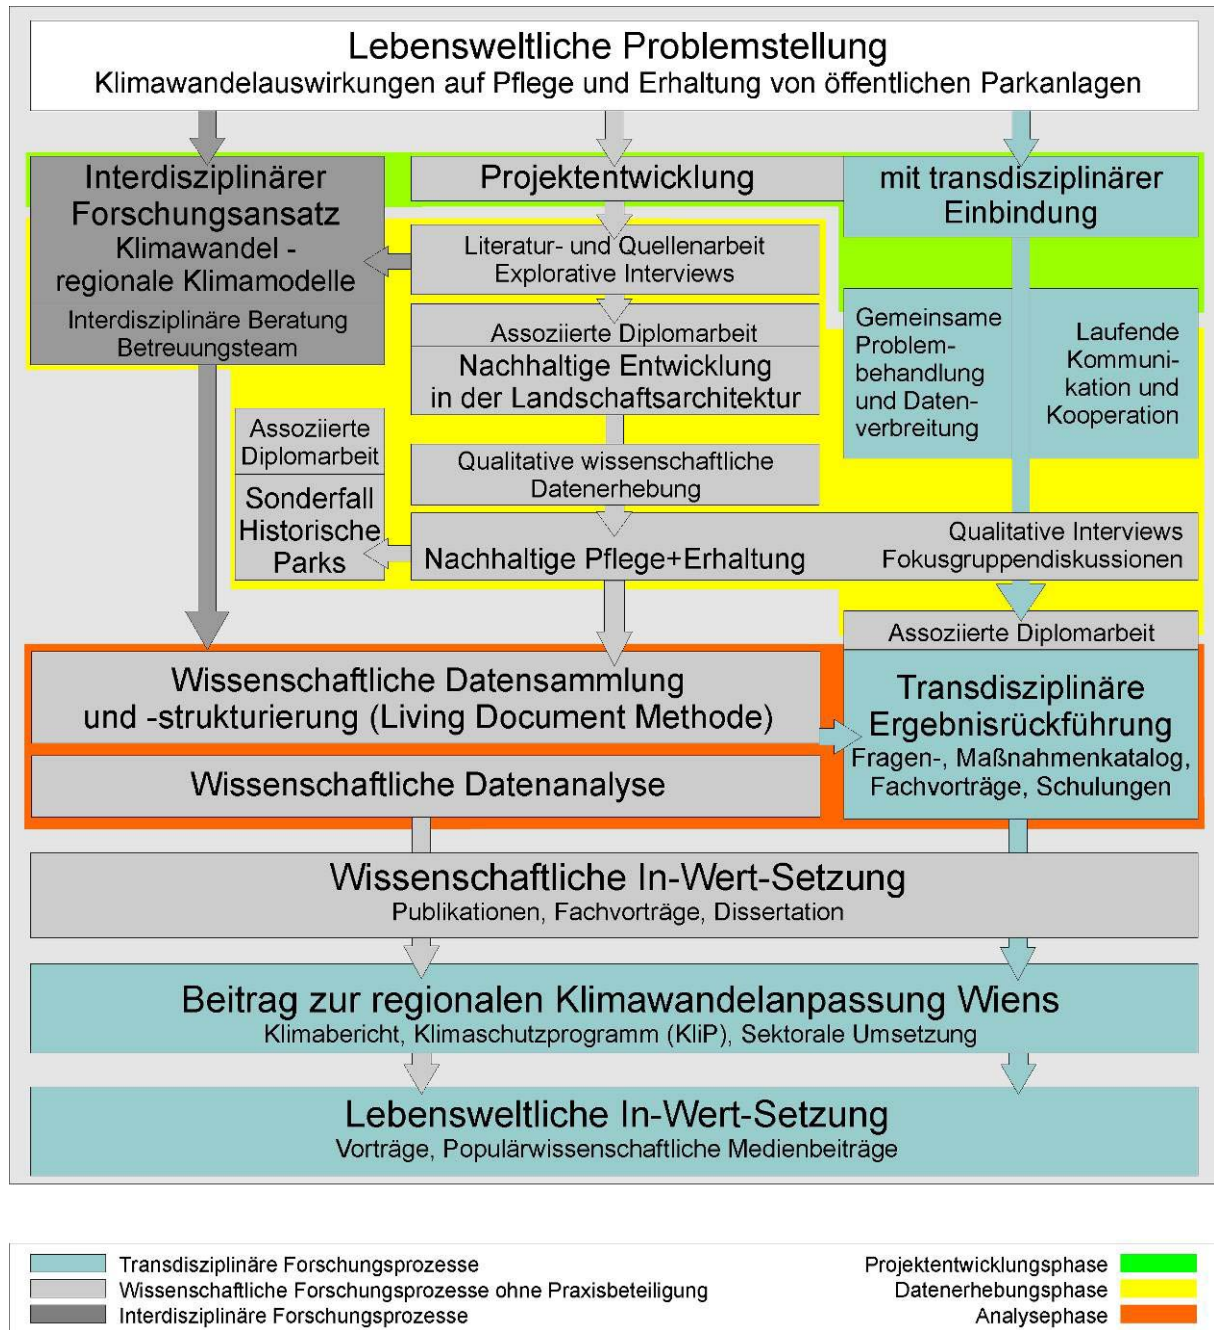 Lebensweltliche Problemstellung
Klimawandelauswirkungen auf Pflege und Erhaltung von öffentlichen Parkanlagen
Interdisziplinärer
Forschungsansatz
Klimawandel -
regionale Klimamodelle
Interdisziplinäre Beratung
Betreuungsteam
Projektentwicklung
mit transdisziplinärer
Einbindung
Literatur- und Quellenarbeit
Explorative Interviews
Assoziierte Diplomarbeit
Nachhaltige Entwicklung
in der Landschaftsarchitektur
Gemeinsame
Problem-
behandlung
und Daten-
verbreitung
Laufende
Kommuni-
kation und
Kooperation
Assoziierte
Diplomarbeit
Sonderfall
Historische
Parks
Qualitative wissenschaftliche
Datenerhebung
Nachhaltige Pflege+Erhaltung
Qualitative Interviews
Fokusgruppendiskussionen
Assoziierte Diplomarbeit
Wissenschaftliche Datensammlung
und -strukturierung (Living Document Methode)
Wissenschaftliche Datenanalyse
Transdisziplinäre
Ergebnisrückführung
Fragen-, Maßnahmenkatalog,
Fachvorträge, Schulungen
Wissenschaftliche In-Wert-Setzung
Publikationen, Fachvorträge, Dissertation
Beitrag zur regionalen Klimawandelanpassung Wiens
Klimabericht, Klimaschutzprogramm (KliP), Sektorale Umsetzung
Lebensweltliche In-Wert-Setzung
Vorträge, Populärwissenschaftliche Medienbeiträge
Transdisziplinäre Forschungsprozesse
Wissenschaftliche Forschungsprozesse ohne Praxisbeteiligung
Interdisziplinäre Forschungsprozesse
Projektentwicklungsphase
Datenerhebungsphase
Analysephase